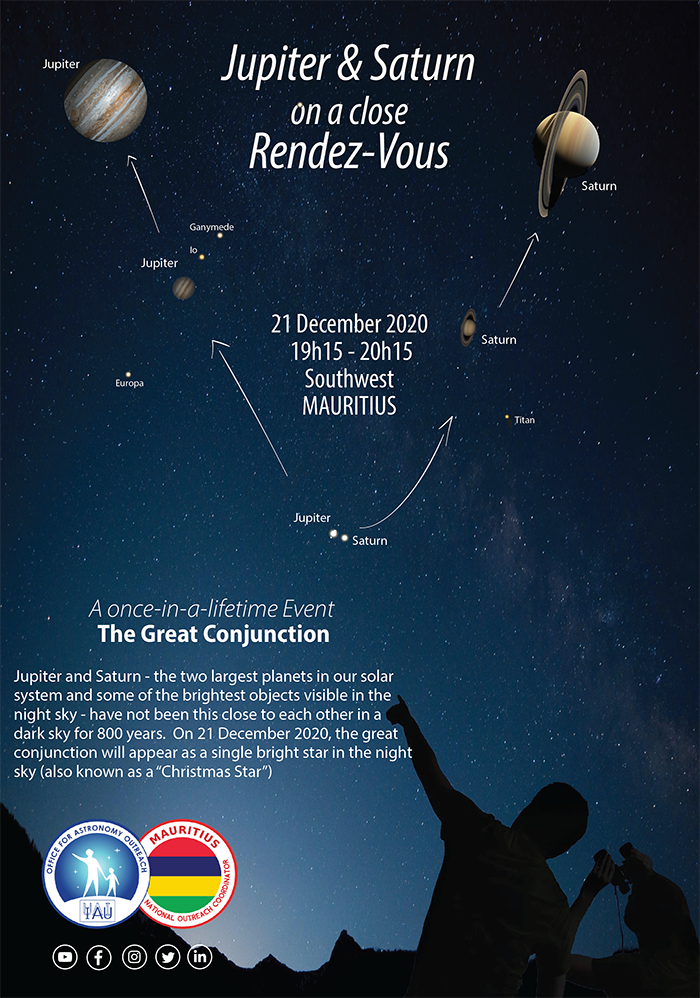 Jupiter & Saturn
on a close
Rendez-Vous
Jupiter
Saturn
Ganymede
Io
Jupiter
21 December 2020
19h15 - 20h15
Southwest
MAURITIUS
Saturn
Europa
Titan
Jupiter
Saturn
A once-in-a-lifetime Event
The Great Conjunction
Jupiter and Saturn - the two largest planets in our solar
system and some of the brightest objects visible in the
night sky - have not been this close to each other in a
dark sky for 800 years. On 21 December 2020, the great
conjunction will appear as a single bright star in the night
sky (also known as a “Christmas Star”)
OFFICE FOR ASTRONOMY OUTREACH
IAU
MAURITIUS
NATIONAL OUTREACH COORDINATOR
f
in